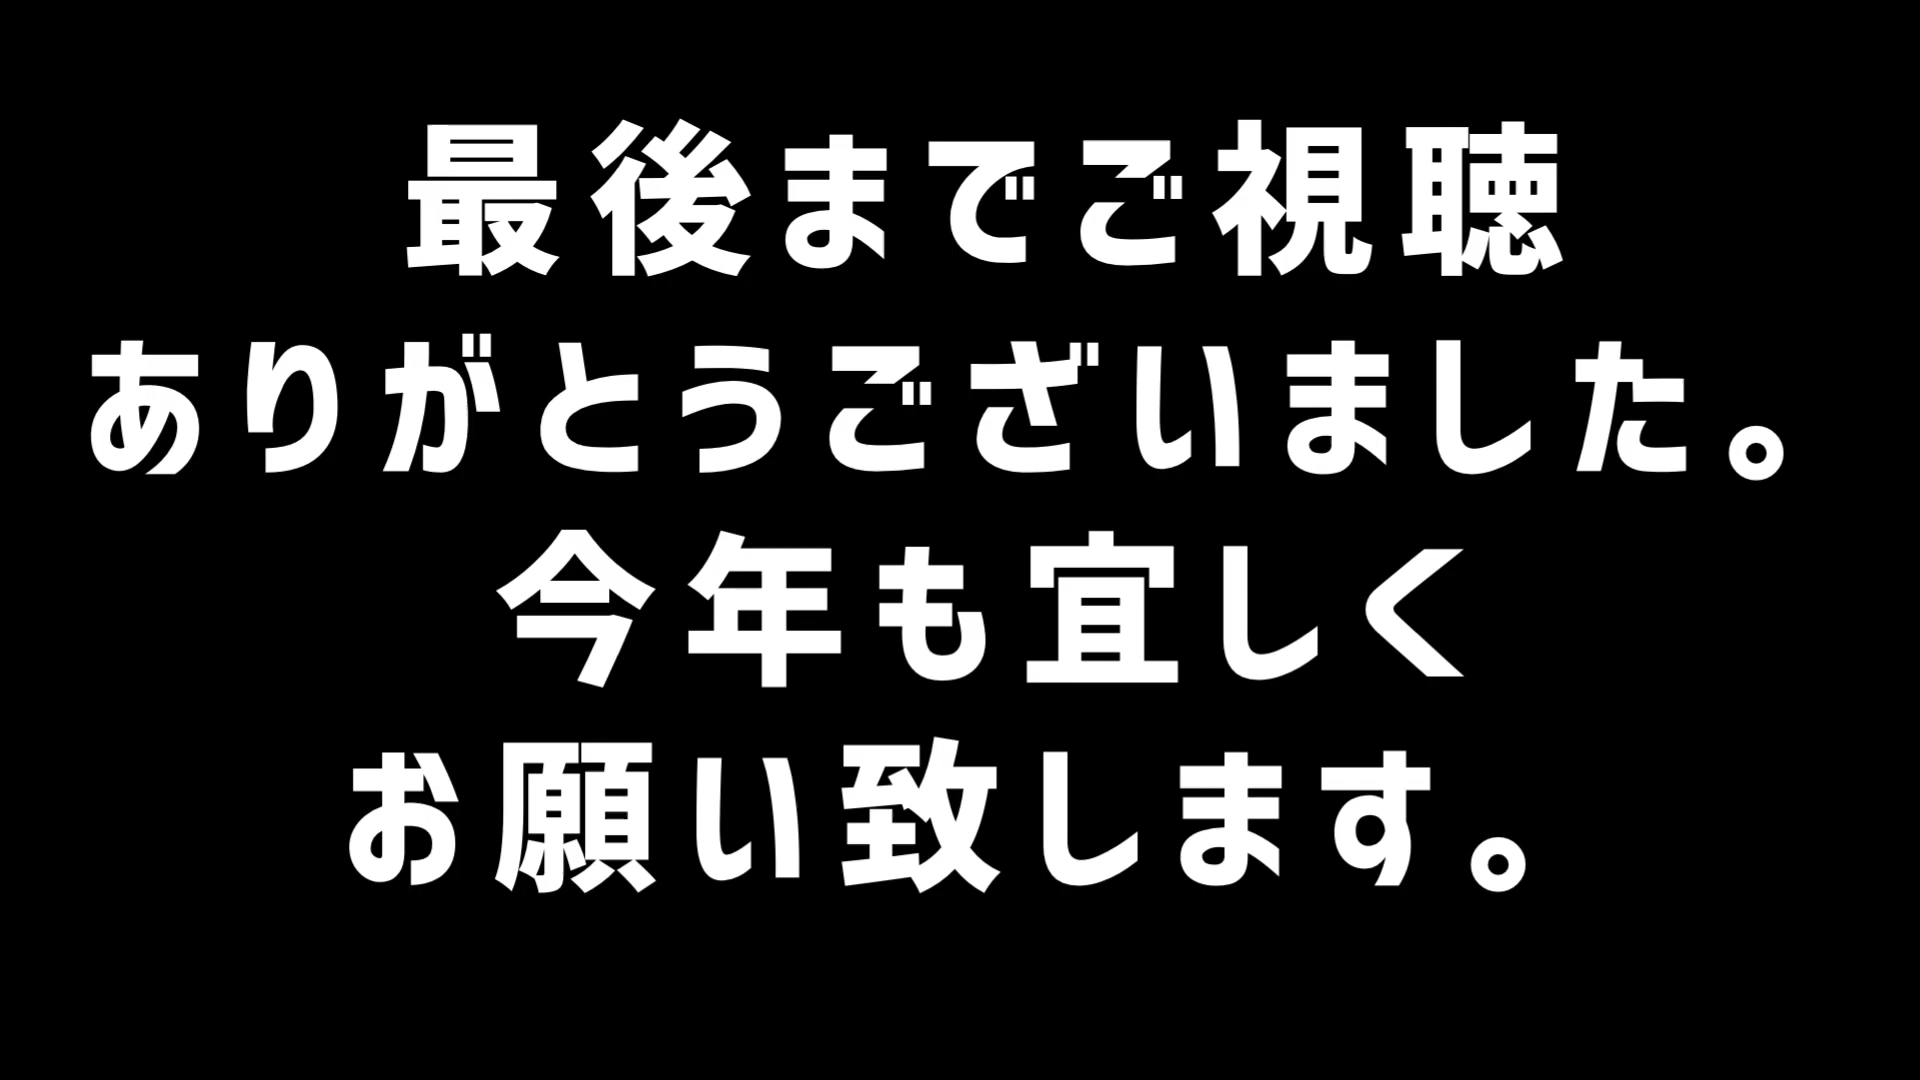 最後までご視聴
ありがとうございました。
今年も宜しく
お願い致します。